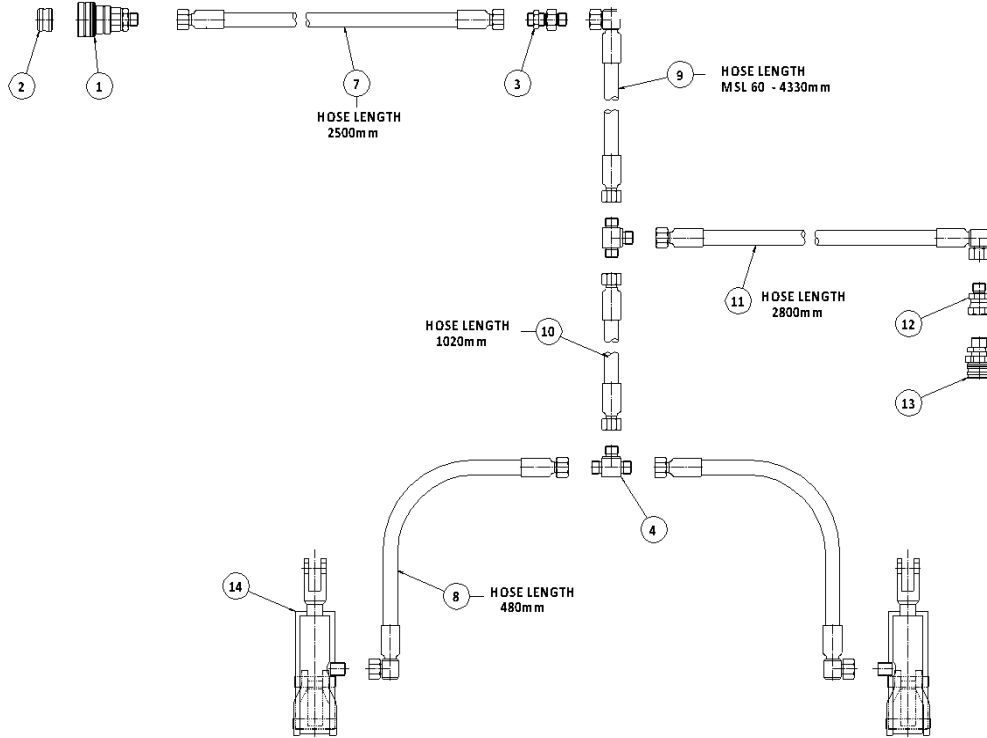 2
1
7
HOSE LENGTH
2500mm
3
9
HOSE LENGTH
MSL 60 - 4330mm
11
HOSE LENGTH
2800mm
12
HOSE LENGTH
1020mm
10
13
4
14
8
HOSE LENGTH
480mm